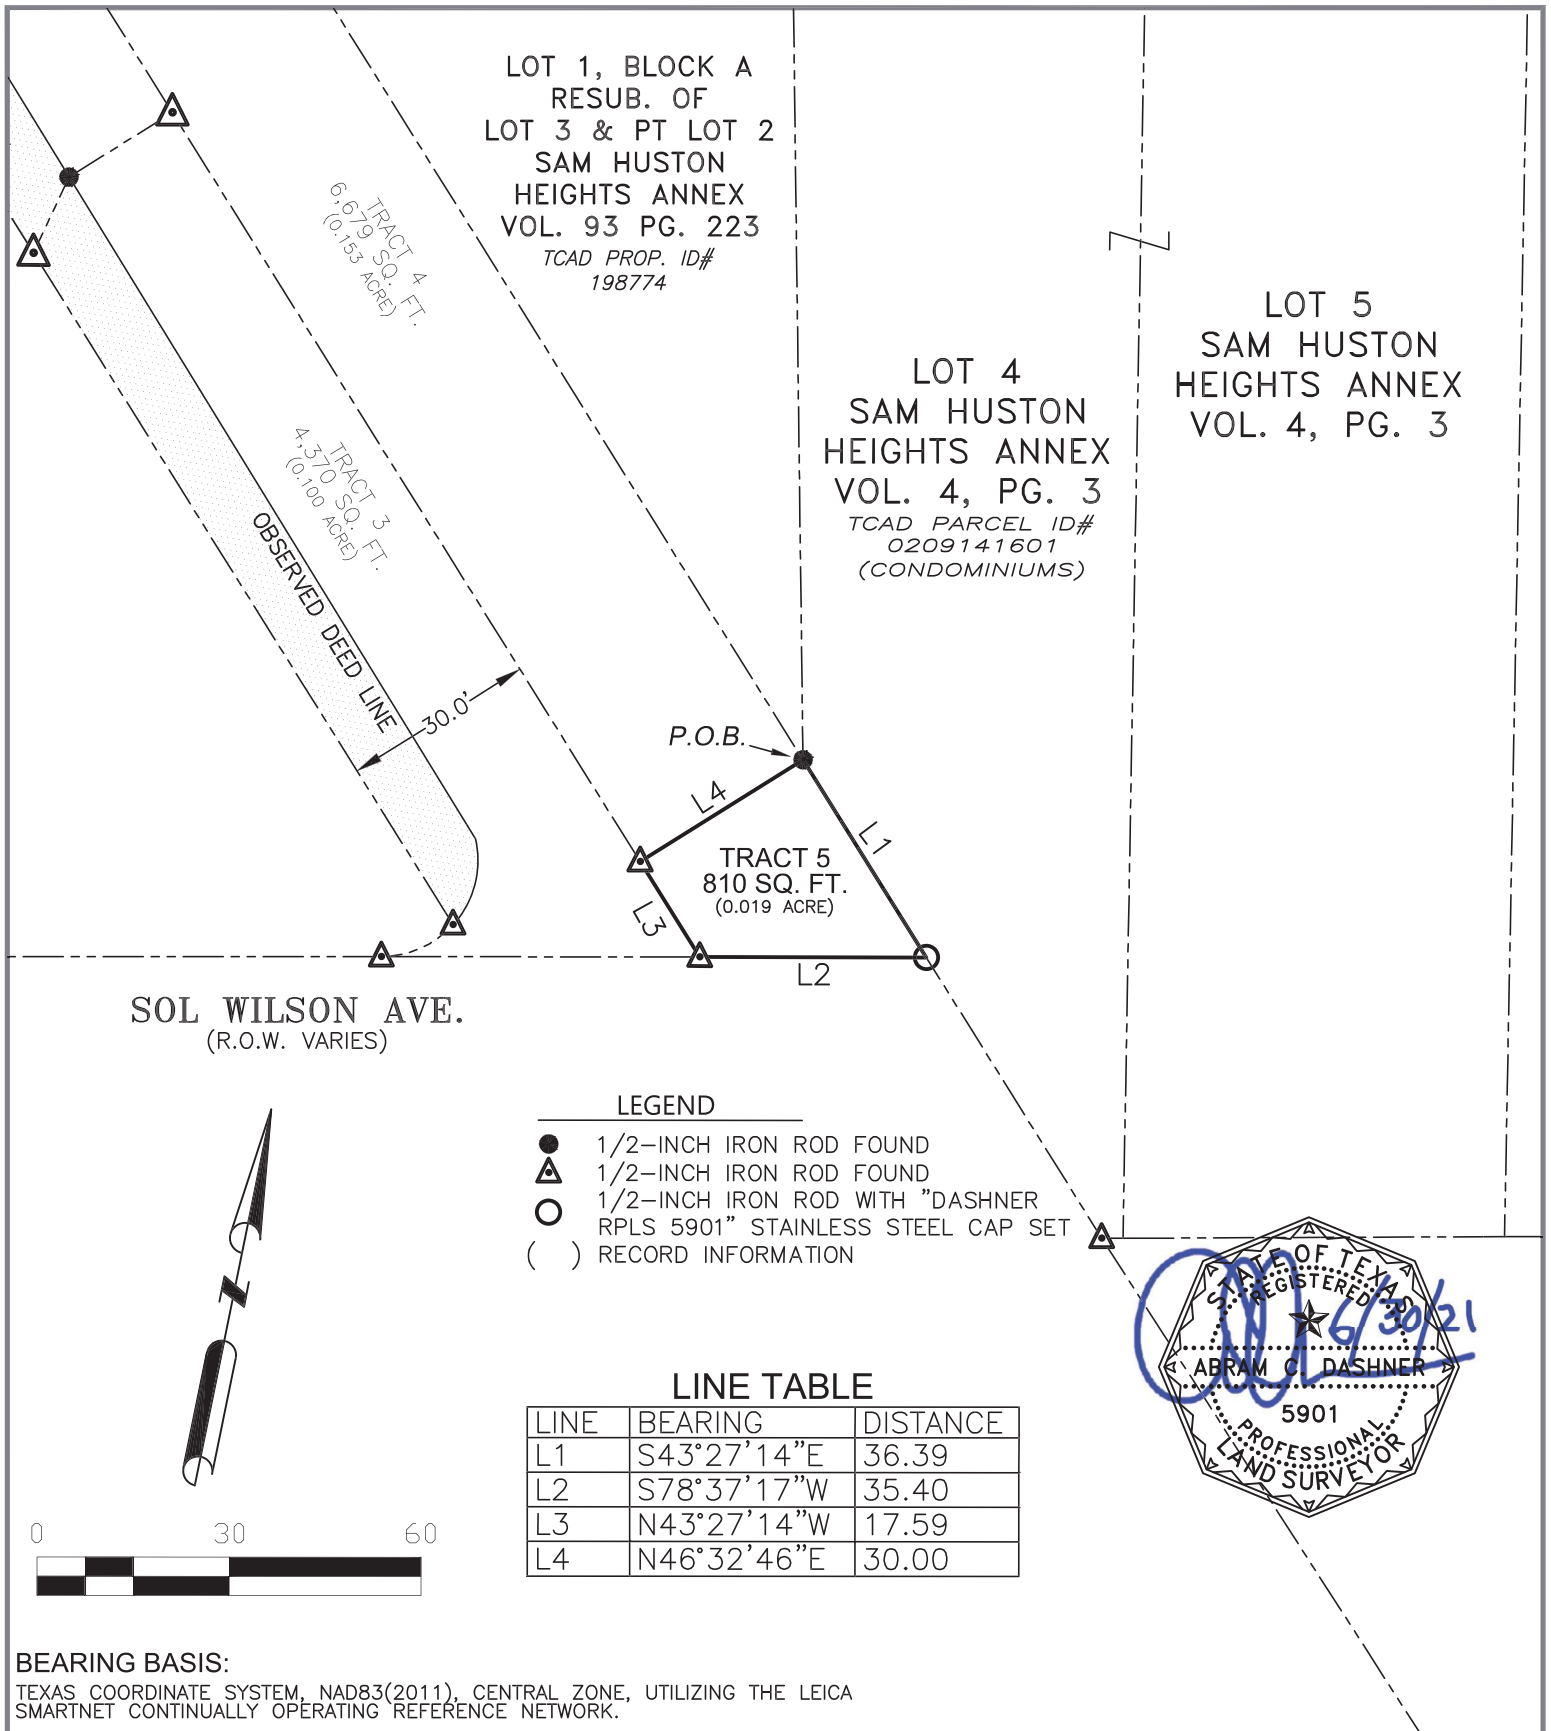 LOT 1, BLOCK A
RESUB. OF
LOT 3 & PT LOT 2
SAM HUSTON
HEIGHTS ANNEX
VOL. 93 PG. 223
TCAD PROP. ID#
198774
TRACT 4
6,679 SQ. FT.
(0.153 ACRE)
LOT 5
SAM HUSTON
HEIGHTS ANNEX
VOL. 4, PG. 3
LOT 4
SAM HUSTON
HEIGHTS ANNEX
VOL. 4, PG. 3
TCAD PARCEL ID#
0209141601
(CONDOMINIUMS)
TRACT 3
4,370 SQ. FT.
(0.100 ACRE)
OBSERVED DEED LINE
30.0'
P.O.B.
L4
L1
TRACT 5
810 SQ. FT.
(0.019 ACRE)
L3
L2
SOL WILSON AVE.
(R.O.W. VARIES)
LEGEND
1/2-INCH IRON ROD FOUND
1/2-INCH IRON ROD FOUND
1/2-INCH IRON ROD WITH "DASHNER
RPLS 5901" STAINLESS STEEL CAP SET
( ) RECORD INFORMATION
N
STATE OF TEXAS
REGISTERED
6/30/21
ABRAM C. DASHNER
5901
PROFESSIONAL
LAND SURVEYOR
LINE TABLE
LINE BEARING DISTANCE
L1 S43°27'14"E 36.39
L2 S78°37'17"W 35.40
L3 N43°27'14"W 17.59
L4 N46°32'46"E 30.00
0 30 60
BEARING BASIS:
TEXAS COORDINATE SYSTEM, NAD83(2011), CENTRAL ZONE, UTILIZING THE LEICA
SMARTNET CONTINUALLY OPERATING REFERENCE NETWORK.